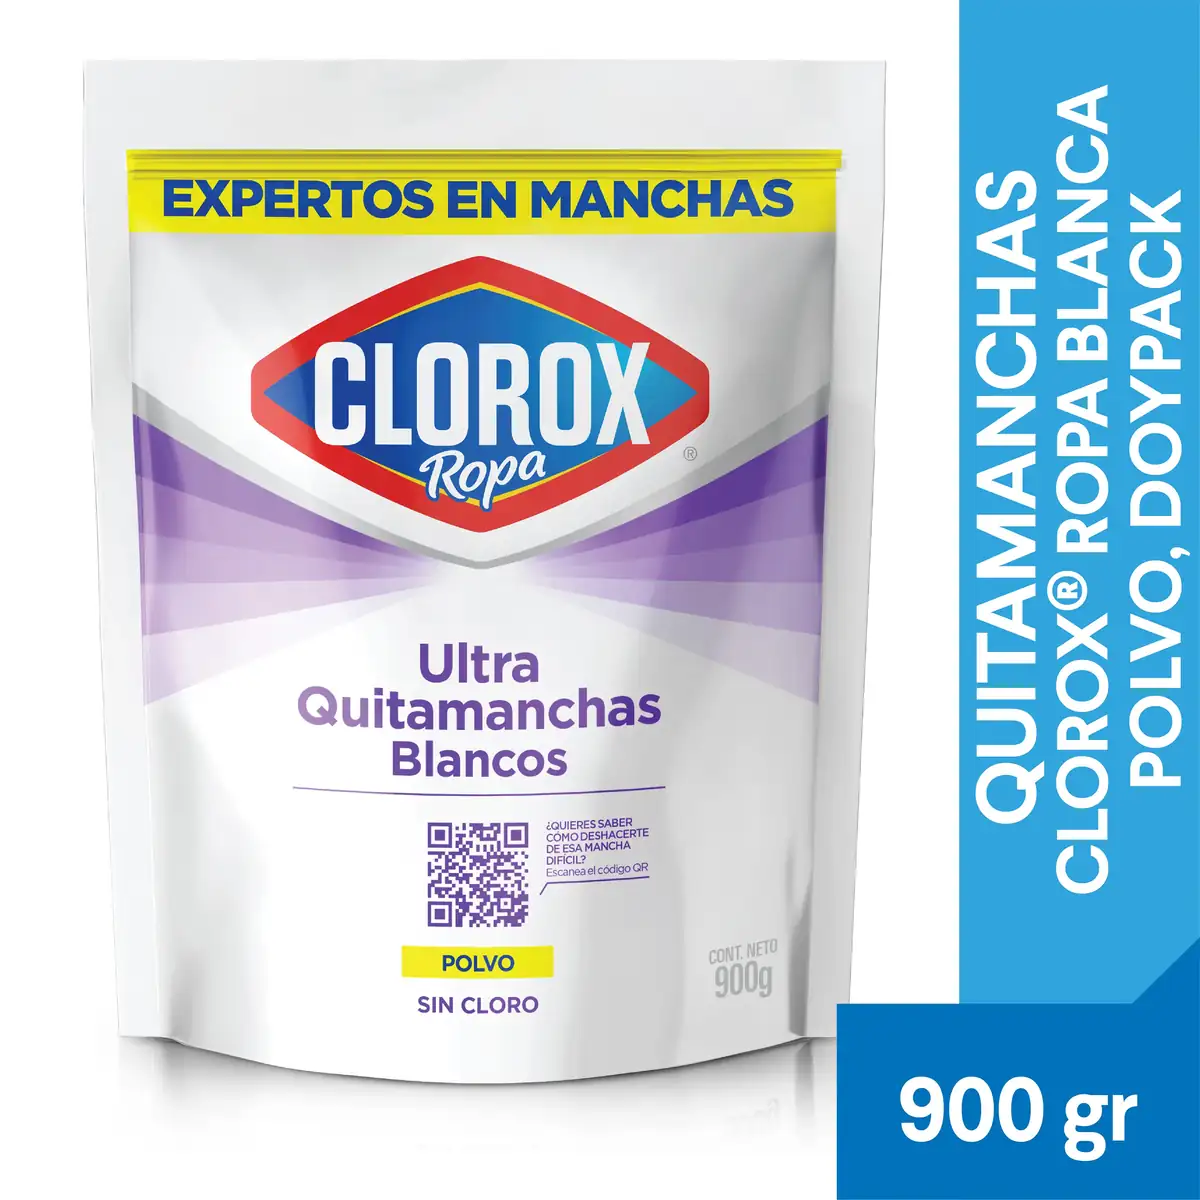 EXPERTOS EN MANCHAS
CLOROX
Ropa
®
Ultra
Quitamanchas
Blancos
¿QUIERES SABER
CÓMO DESHACERTE
DE ESA MANCHA
DIFÍCIL?
Escanea el código QR
POLVO
SIN CLORO
CONT. NETO
900g
QUITAMANCHAS
CLOROX® ROPA BLANCA
POLVO, DOYPACK
900 gr